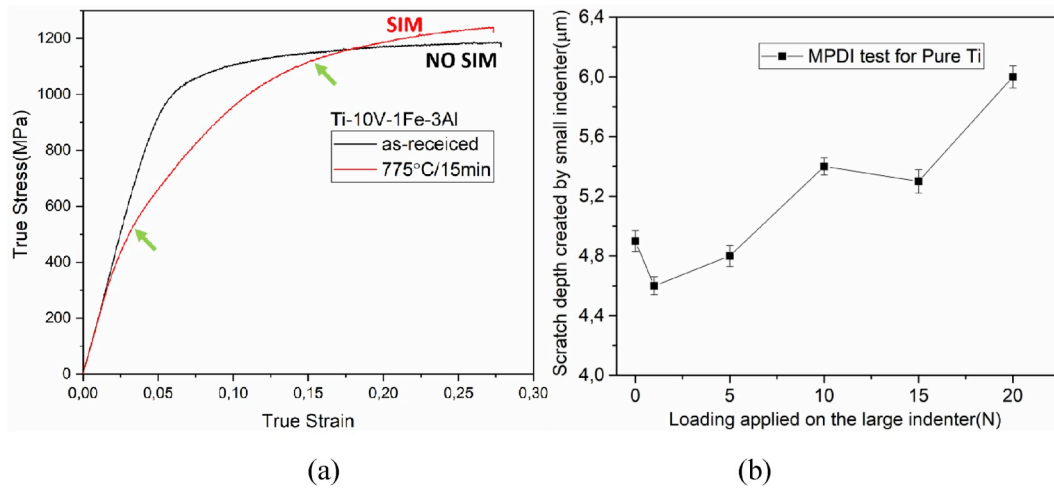 (a)
SIM
NO SIM
Ti-10V-1Fe-3Al
as-receiced
775°C/15min
True Stress(MPa)
1200
1000
800
600
400
200
0
0,00 0,05 0,10 0,15 0,20 0,25 0,30
True Strain
(a)
(b)
MPDI test for Pure Ti
Scratch depth created by small indenter(μm)
6,4
6,0
5,6
5,2
4,8
4,4
4,0
0 5 10 15 20
Loading applied on the large indenter(N)
(b)